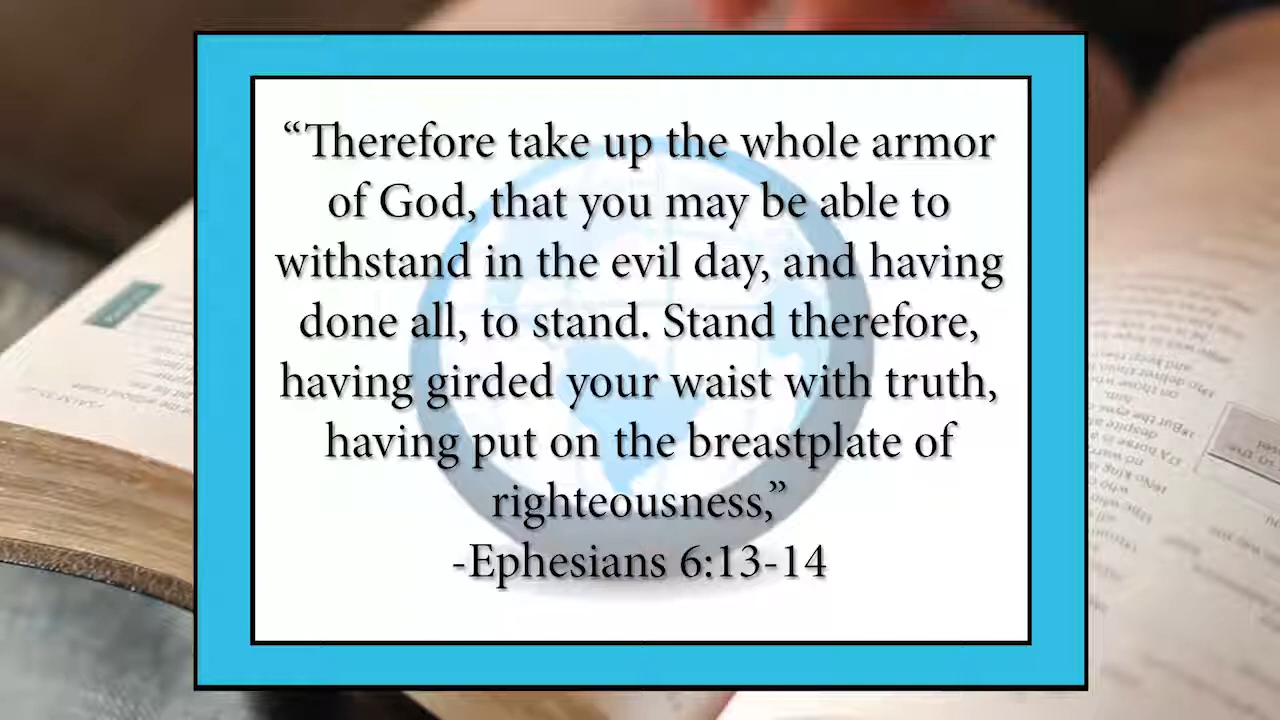 “Therefore take up the whole armor
of God, that you may be able to
withstand in the evil day, and having
done all, to stand. Stand therefore,
having girded your waist with truth,
having put on the breastplate of
righteousness,”
-Ephesians 6:13-14